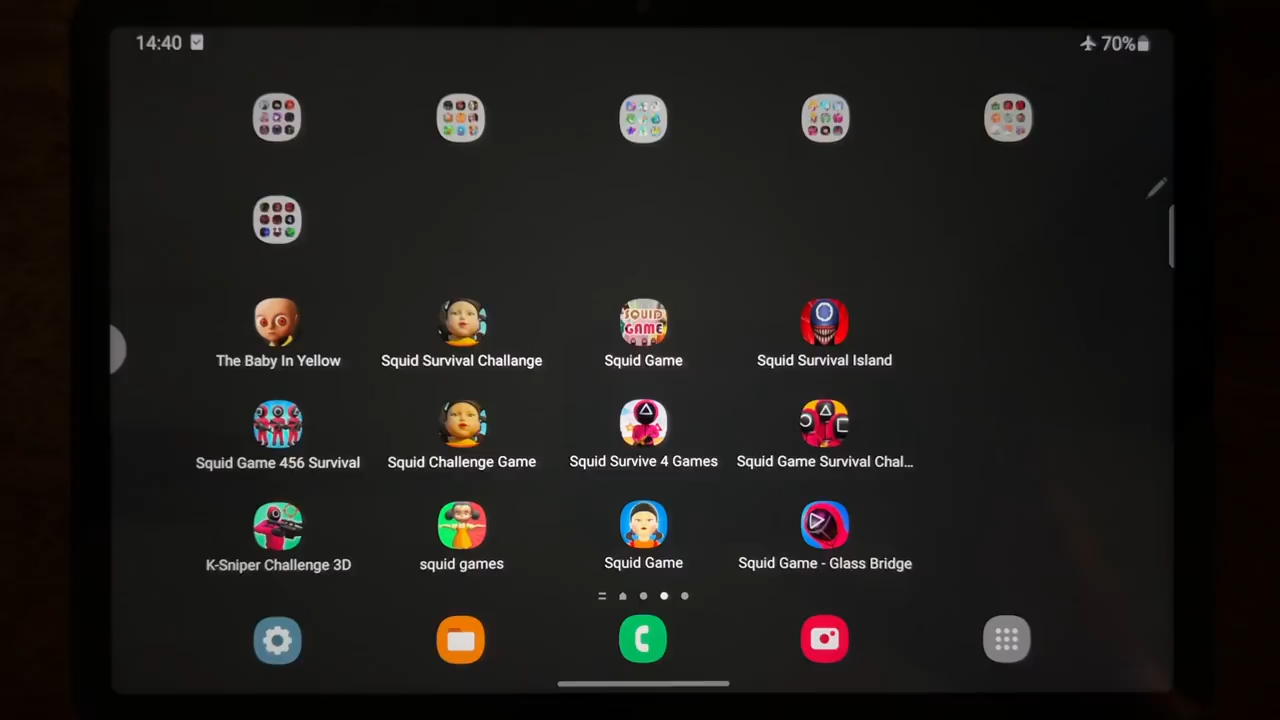 14:40
70%
SQUID
GAME
The Baby In Yellow
Squid Survival Challange
Squid Game
Squid Survival Island
Squid Game 456 Survival
Squid Challenge Game
Squid Survive 4 Games
Squid Game Survival Chal...
K-Sniper Challenge 3D
squid games
Squid Game
Squid Game - Glass Bridge